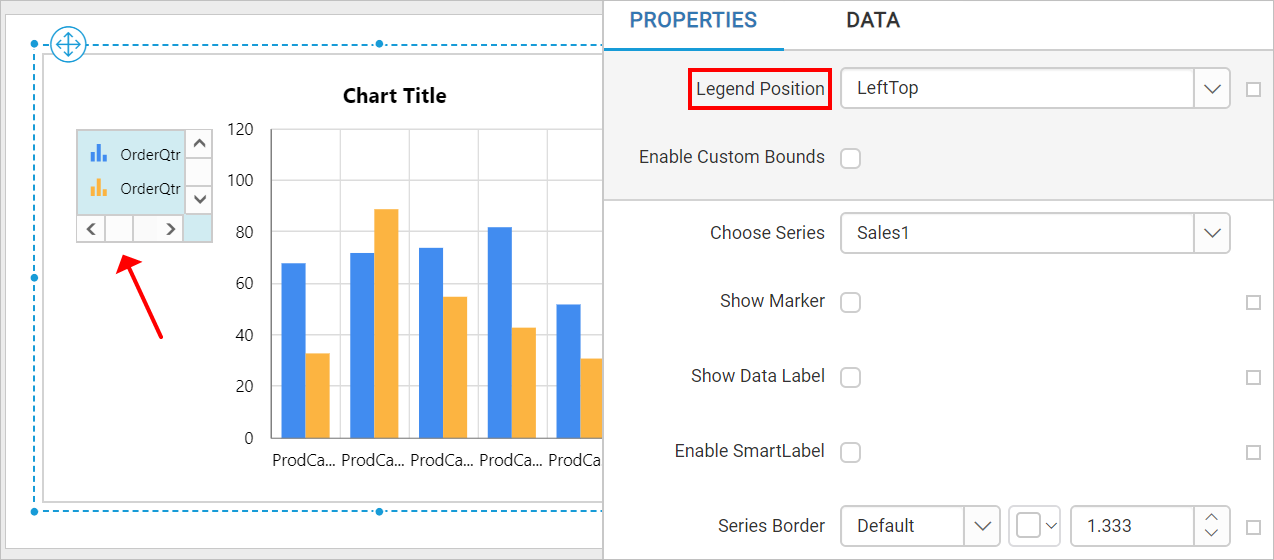 PROPERTIES DATA
Legend Position LeftTop
Enable Custom Bounds
Choose Series Sales1
Show Marker
Show Data Label
Enable SmartLabel
Series Border Default 1.333
Chart Title
OrderQtr
OrderQtr
120
100
80
60
40
20
0
ProdCa... ProdCa... ProdCa... ProdCa... ProdCa